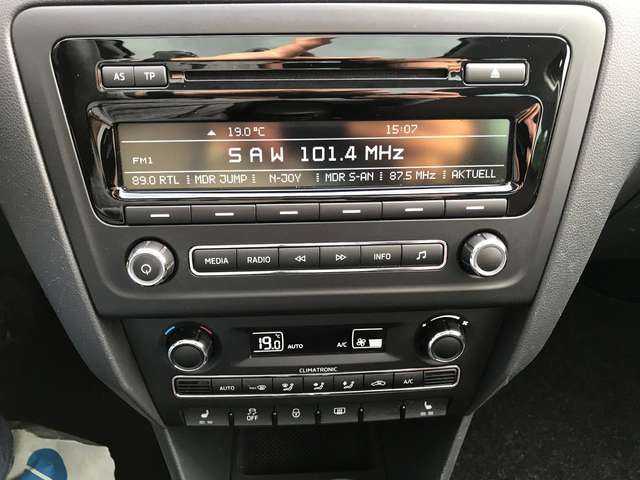 AS TP
19.0°C 15:07
FM1 SAW 101.4 MHz
89.0 RTL MDR JUMP N-JOY MDR S-AN 87.5 MHz AKTUELL
MEDIA RADIO INFO
19.0 AUTO A/C
CLIMATRONIC
AUTO MAX A/C
OFF